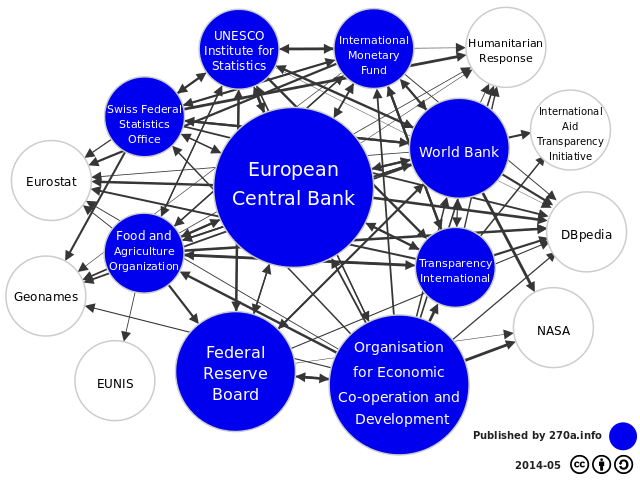 UNESCO
Institute for
Statistics
International
Monetary
Fund
Humanitarian
Response
Swiss Federal
Statistics
Office
International
Aid
Transparency
Initiative
World Bank
European
Central Bank
Eurostat
Food and
Agriculture
Organization
DBpedia
Transparency
International
Geonames
NASA
Federal
Reserve
Board
Organisation
for Economic
Co-operation and
Development
EUNIS
Published by 270a.info
2014-05
cc